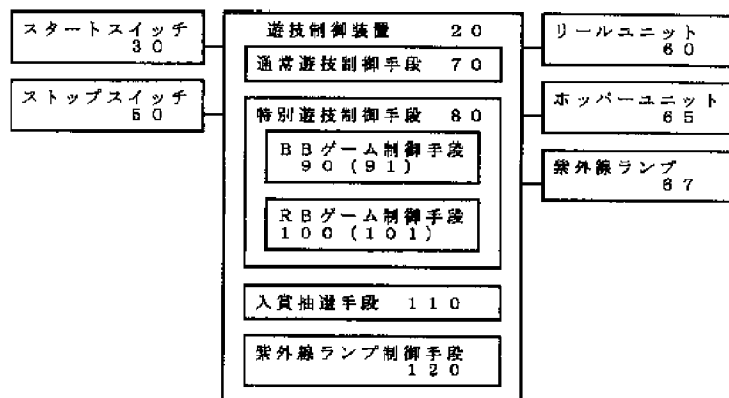 スタートスイッチ
30
ストップスイッチ
50
遊技制御装置 20
通常遊技制御手段 70
特別遊技制御手段 80
BBゲーム制御手段
90(91)
RBゲーム制御手段
100(101)
入賞抽選手段 110
紫外線ランプ制御手段
120
リールユニット
60
ホッパーユニット
65
紫外線ランプ
67